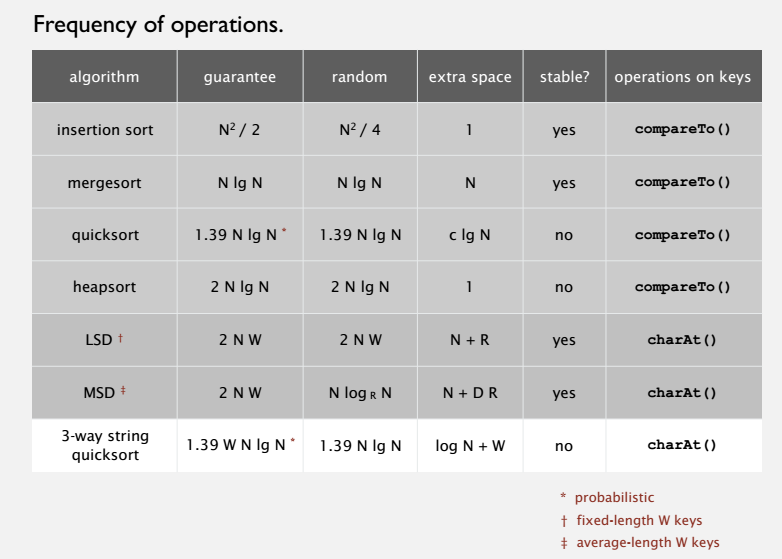 Frequency of operations.
algorithm guarantee random extra space stable? operations on keys
insertion sort N² / 2 N² / 4 1 yes compareTo()
mergesort N lg N N lg N N yes compareTo()
quicksort 1.39 N lg N * 1.39 N lg N c lg N no compareTo()
heapsort 2 N lg N 2 N lg N 1 no compareTo()
LSD † 2 N W 2 N W N + R yes charAt()
MSD ‡ 2 N W N log R N N + D R yes charAt()
3-way string
quicksort 1.39 W N lg N * 1.39 N lg N log N + W no charAt()
* probabilistic
† fixed-length W keys
‡ average-length W keys